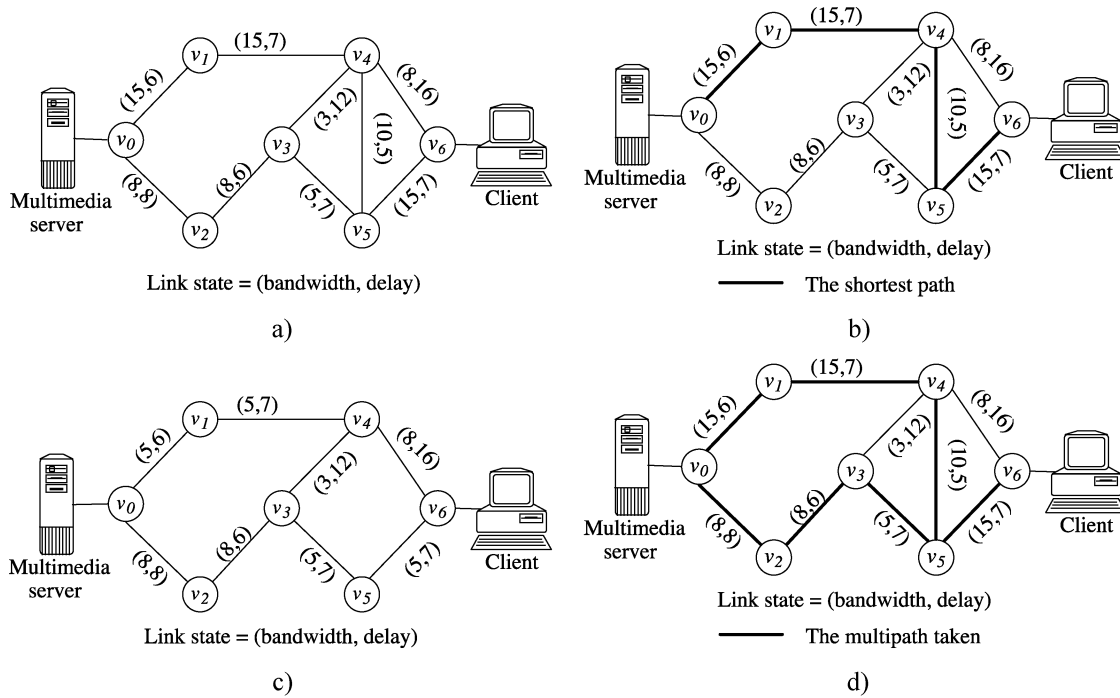 (15,7)
v1
v4
(15,6)
(8,16)
(3,12)
(10,5)
v0
v3
v6
(8,6)
(5,7)
(15,7)
(8,8)
v2
v5
Multimedia
server
Client
Link state = (bandwidth, delay)
a)
(15,7)
v1
v4
(15,6)
(8,16)
(3,12)
(10,5)
v0
v3
v6
(8,6)
(5,7)
(15,7)
(8,8)
v2
v5
Multimedia
server
Client
Link state = (bandwidth, delay)
The shortest path
b)
(5,7)
v1
v4
(5,6)
(8,16)
(3,12)
v0
v3
v6
(8,6)
(5,7)
(5,7)
(8,8)
v2
v5
Multimedia
server
Client
Link state = (bandwidth, delay)
c)
(15,7)
v1
v4
(15,6)
(8,16)
(3,12)
(10,5)
v0
v3
v6
(8,6)
(5,7)
(15,7)
(8,8)
v2
v5
Multimedia
server
Client
Link state = (bandwidth, delay)
The multipath taken
d)